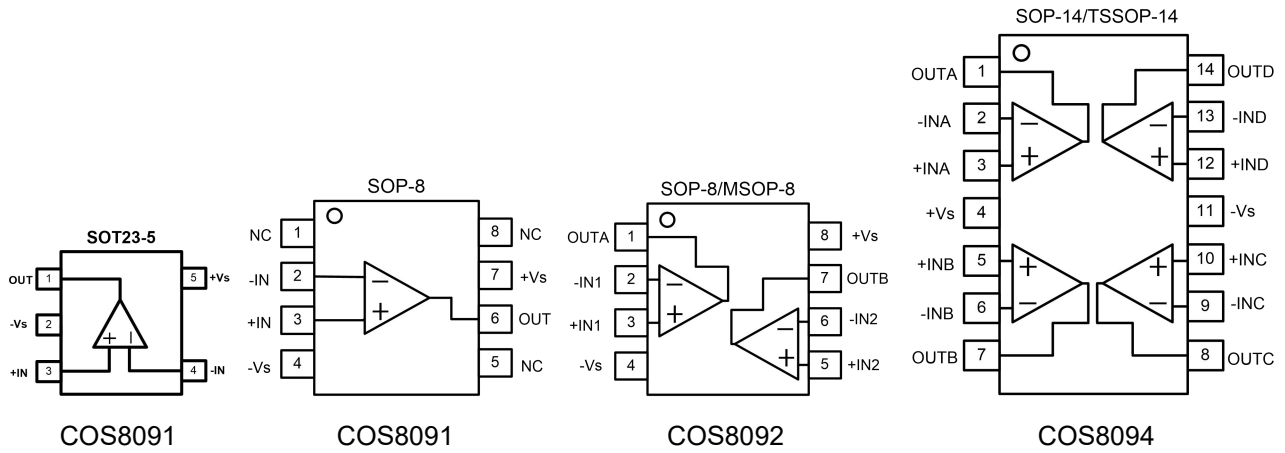 SOT23-5
OUT 1
5 +Vs
-Vs 2
+IN 3
4 -IN
+ −
COS8091
SOP-8
NC 1
8 NC
-IN 2
7 +Vs
+IN 3
6 OUT
-Vs 4
5 NC
−
+
COS8091
SOP-8/MSOP-8
OUTA 1
8 +Vs
-IN1 2
7 OUTB
+IN1 3
6 -IN2
-Vs 4
5 +IN2
−
+
−
+
COS8092
SOP-14/TSSOP-14
OUTA 1
14 OUTD
-INA 2
13 -IND
+INA 3
12 +IND
+Vs 4
11 -Vs
+INB 5
10 +INC
-INB 6
9 -INC
OUTB 7
8 OUTC
− −
+ +
+ +
− −
COS8094